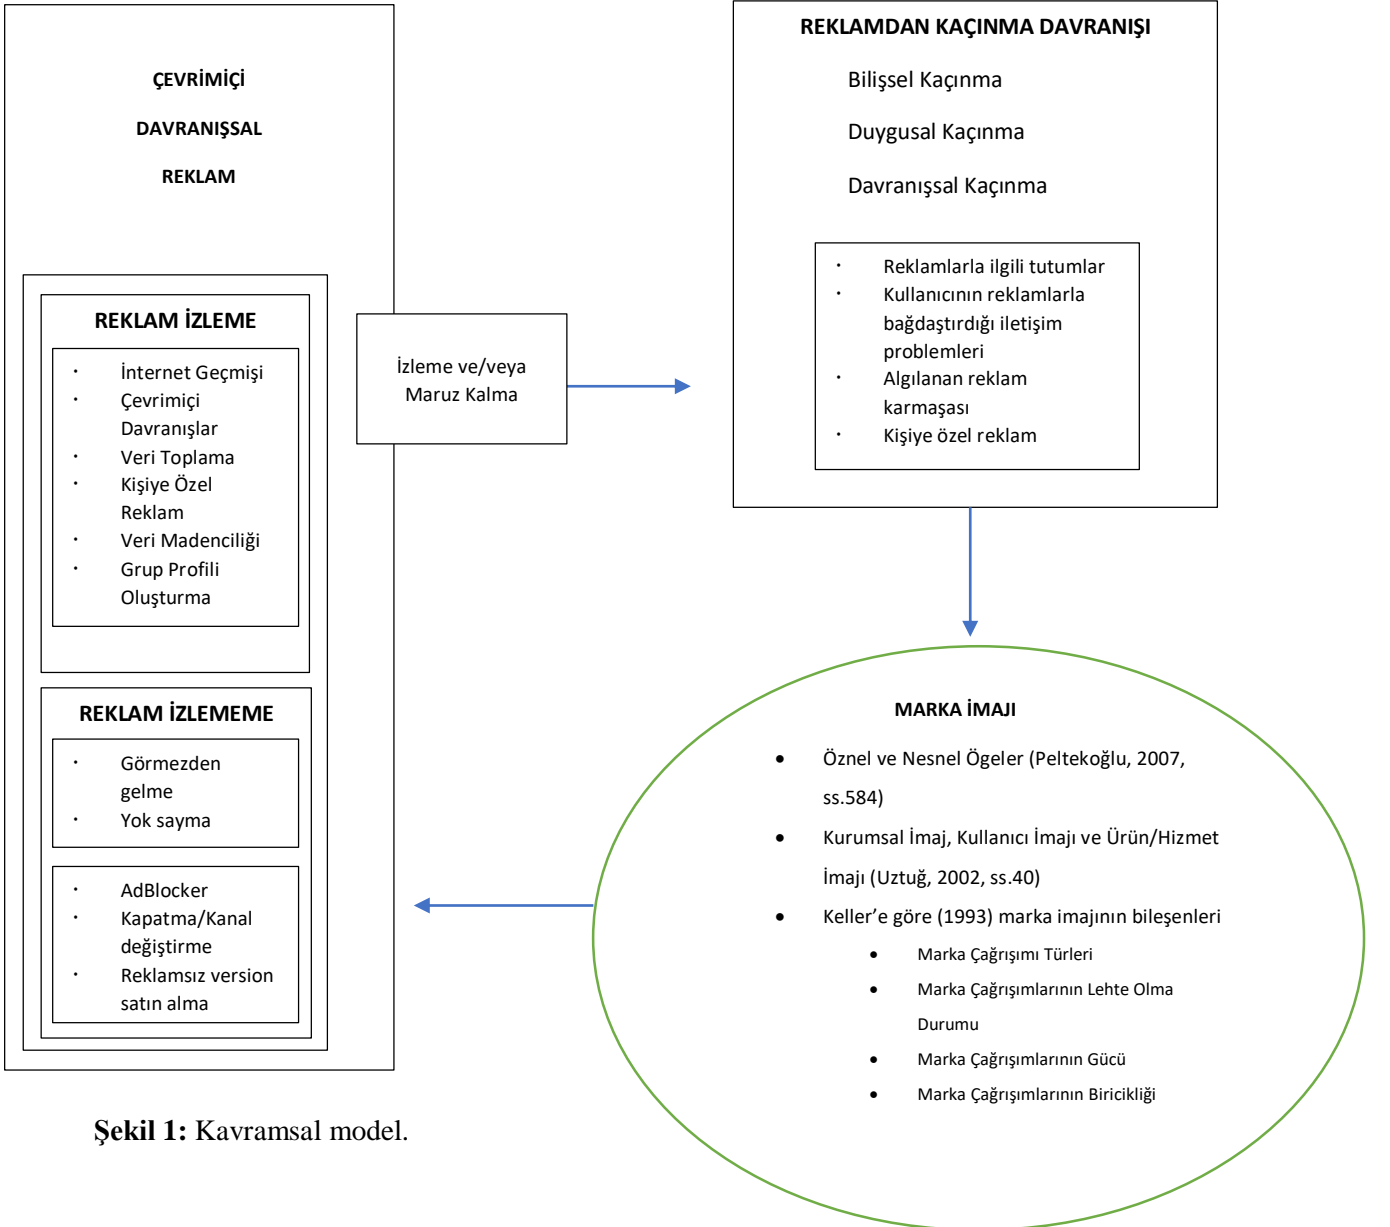 ÇEVRİMİÇİ
DAVRANIŞSAL
REKLAM
REKLAM İZLEME
· İnternet Geçmişi
· Çevrimiçi
Davranışlar
· Veri Toplama
· Kişiye Özel
Reklam
· Veri Madenciliği
· Grup Profili
Oluşturma
REKLAM İZLEMEME
· Görmezden
gelme
· Yok sayma
· AdBlocker
· Kapatma/Kanal
değiştirme
· Reklamsız version
satın alma
İzleme ve/veya
Maruz Kalma
REKLAMDAN KAÇINMA DAVRANIŞI
Bilişsel Kaçınma
Duygusal Kaçınma
Davranışsal Kaçınma
· Reklamlarla ilgili tutumlar
· Kullanıcının reklamlarla
bağdaştırdığı iletişim
problemleri
· Algılanan reklam
karmaşası
· Kişiye özel reklam
MARKA İMAJI
• Öznel ve Nesnel Ögeler (Peltekoğlu, 2007,
ss.584)
• Kurumsal İmaj, Kullanıcı İmajı ve Ürün/Hizmet
İmajı (Uztuğ, 2002, ss.40)
• Keller’e göre (1993) marka imajının bileşenleri
• Marka Çağrışımı Türleri
• Marka Çağrışımlarının Lehte Olma
Durumu
• Marka Çağrışımlarının Gücü
• Marka Çağrışımlarının Biricikliği
Şekil 1: Kavramsal model.